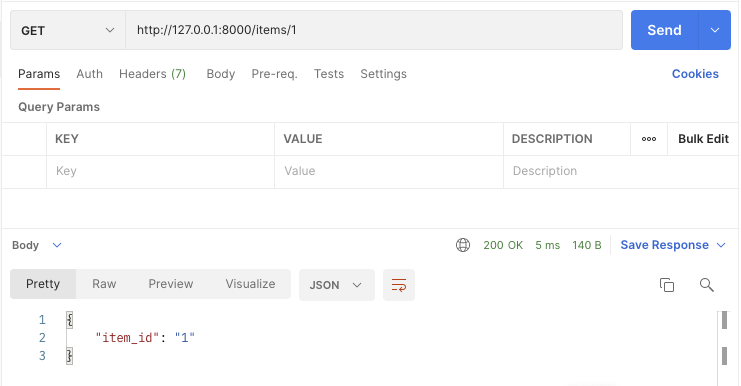 GET http://127.0.0.1:8000/items/1 Send
Params Auth Headers (7) Body Pre-req. Tests Settings Cookies
Query Params
KEY VALUE DESCRIPTION ooo Bulk Edit
Key Value Description
Body 200 OK 5 ms 140 B Save Response
Pretty Raw Preview Visualize JSON
1 {
2 "item_id": "1"
3 }